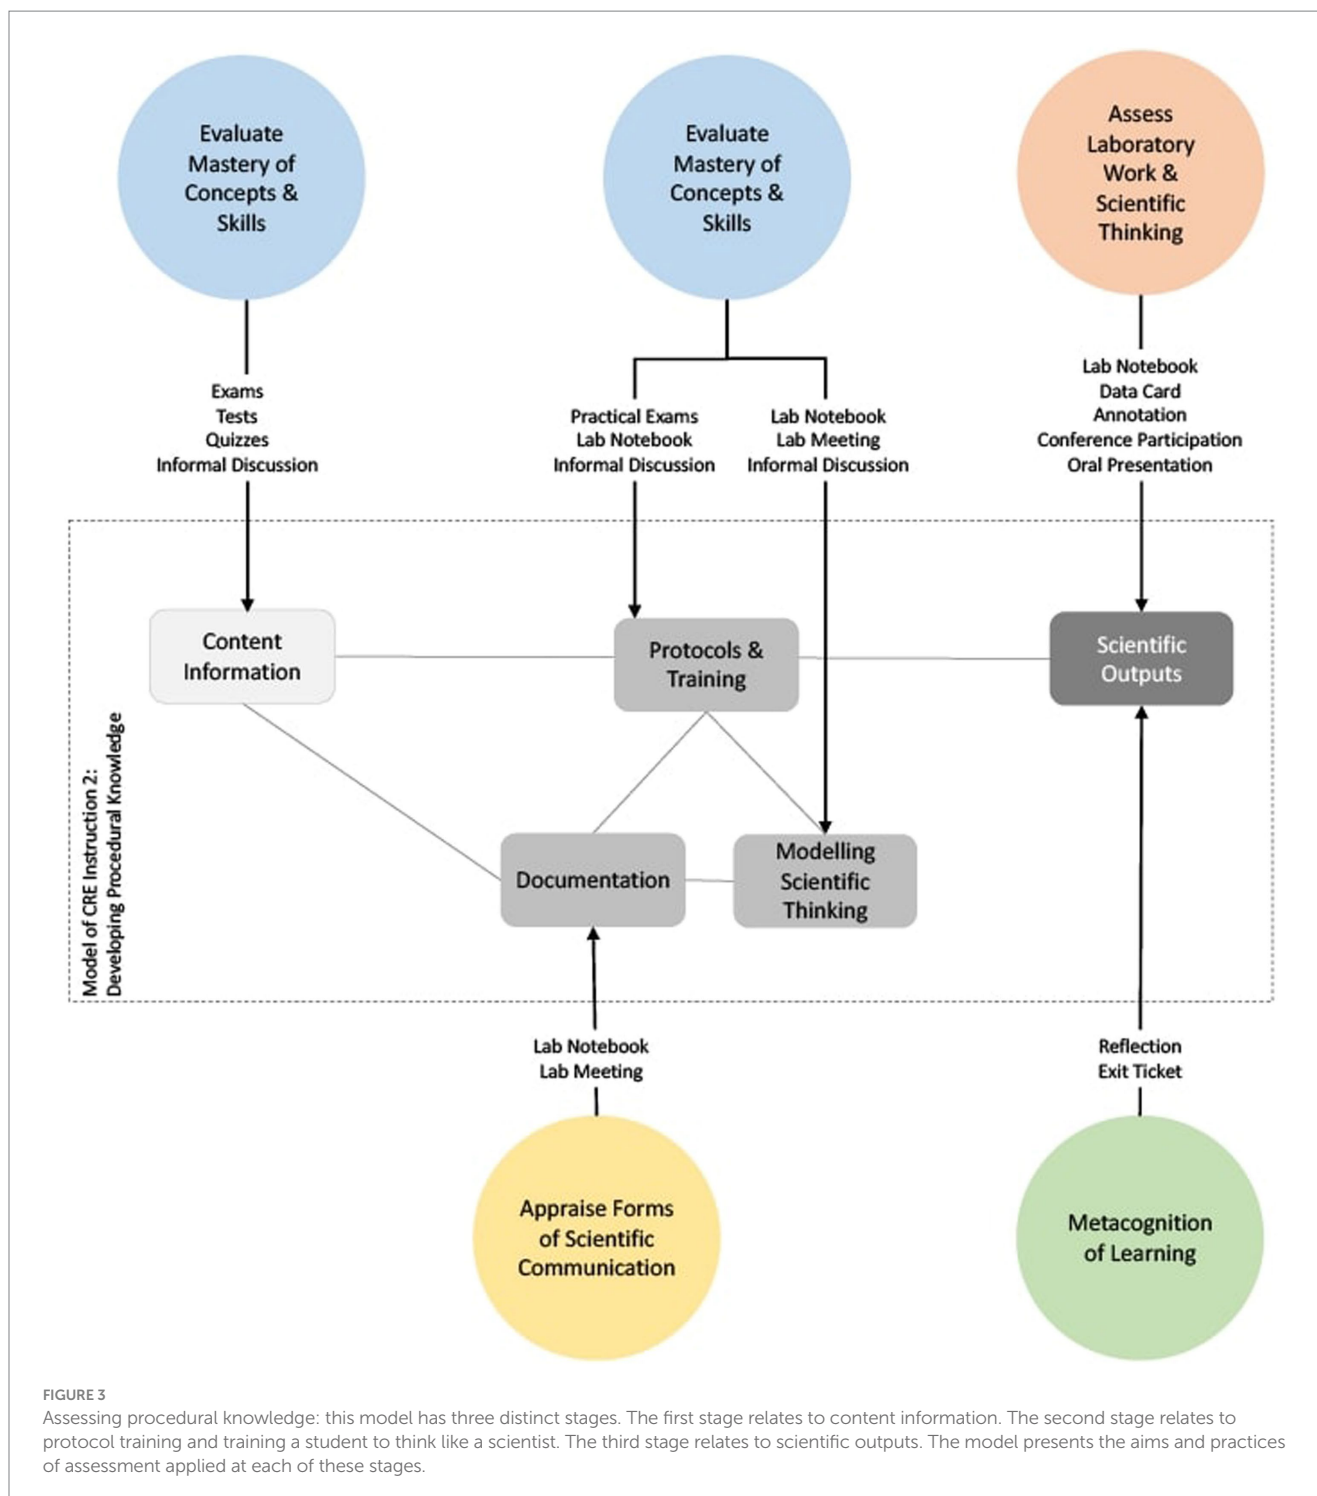 Evaluate
Mastery of
Concepts &
Skills
Evaluate
Mastery of
Concepts &
Skills
Assess
Laboratory
Work &
Scientific
Thinking
Exams
Tests
Quizzes
Informal Discussion
Practical Exams
Lab Notebook
Informal Discussion
Lab Notebook
Lab Meeting
Informal Discussion
Lab Notebook
Data Card
Annotation
Conference Participation
Oral Presentation
Model of CRE Instruction 2:
Developing Procedural Knowledge
Content
Information
Protocols &
Training
Scientific
Outputs
Documentation
Modelling
Scientific
Thinking
Lab Notebook
Lab Meeting
Reflection
Exit Ticket
Appraise Forms
of Scientific
Communication
Metacognition
of Learning
FIGURE 3
Assessing procedural knowledge: this model has three distinct stages. The first stage relates to content information. The second stage relates to
protocol training and training a student to think like a scientist. The third stage relates to scientific outputs. The model presents the aims and practices
of assessment applied at each of these stages.